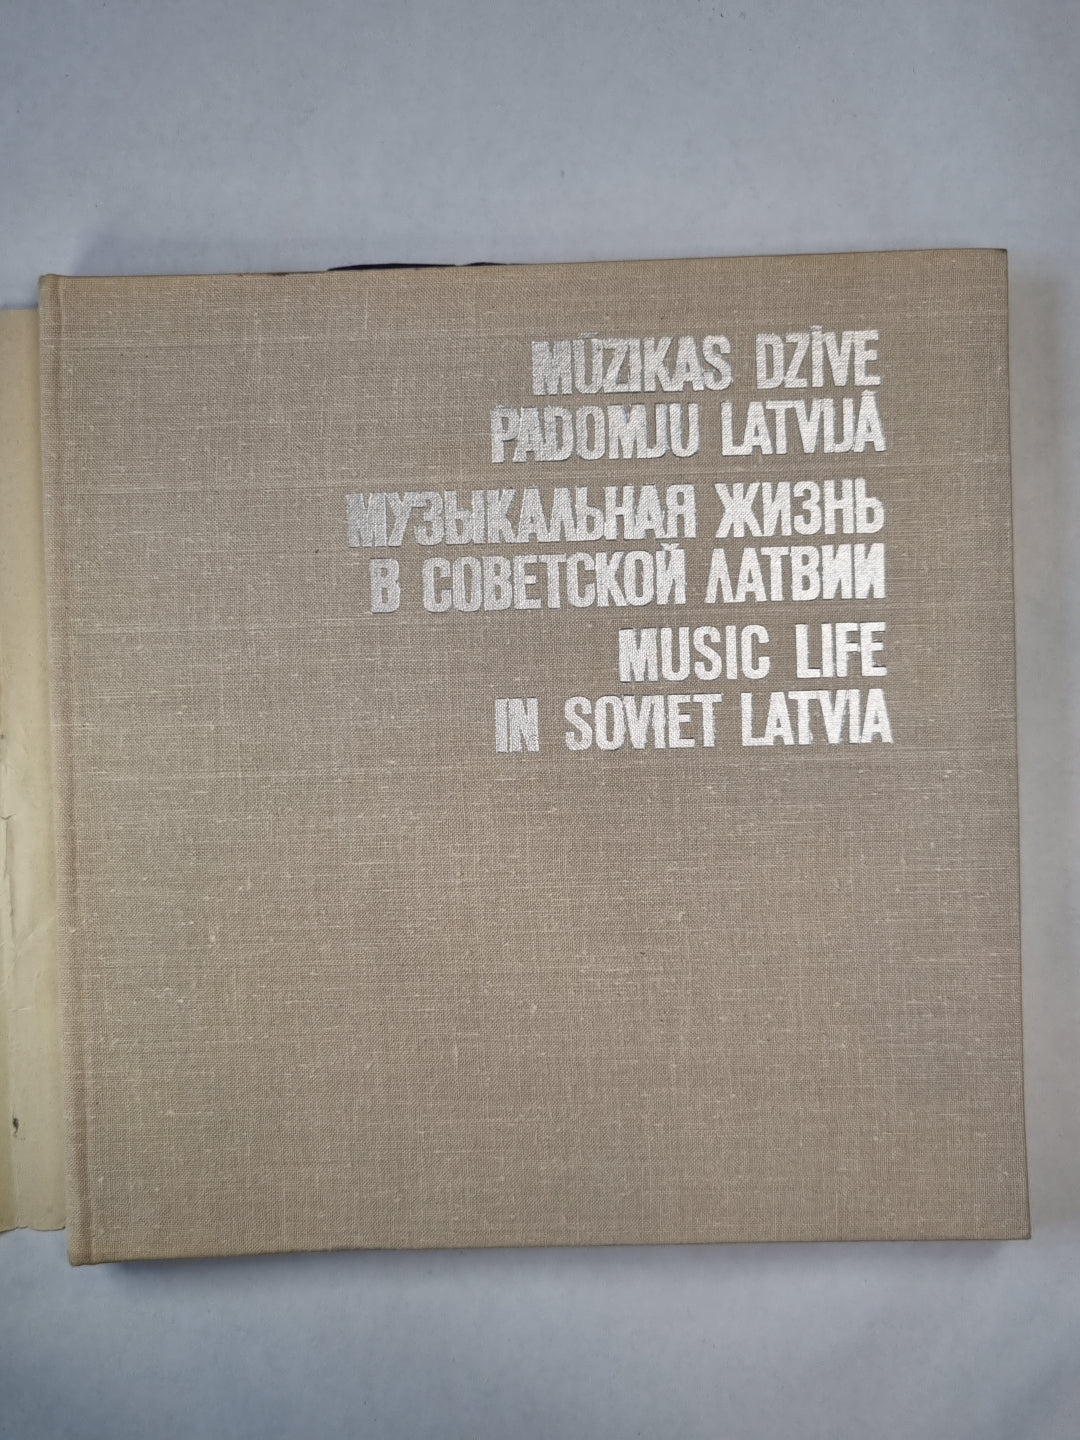 MŪZIKAS DZĪVE
PADOMJU LATVIJĀ
МУЗЫКАЛЬНАЯ ЖИЗНЬ
В СОВЕТСКОЙ ЛАТВИИ
MUSIC LIFE
IN SOVIET LATVIA